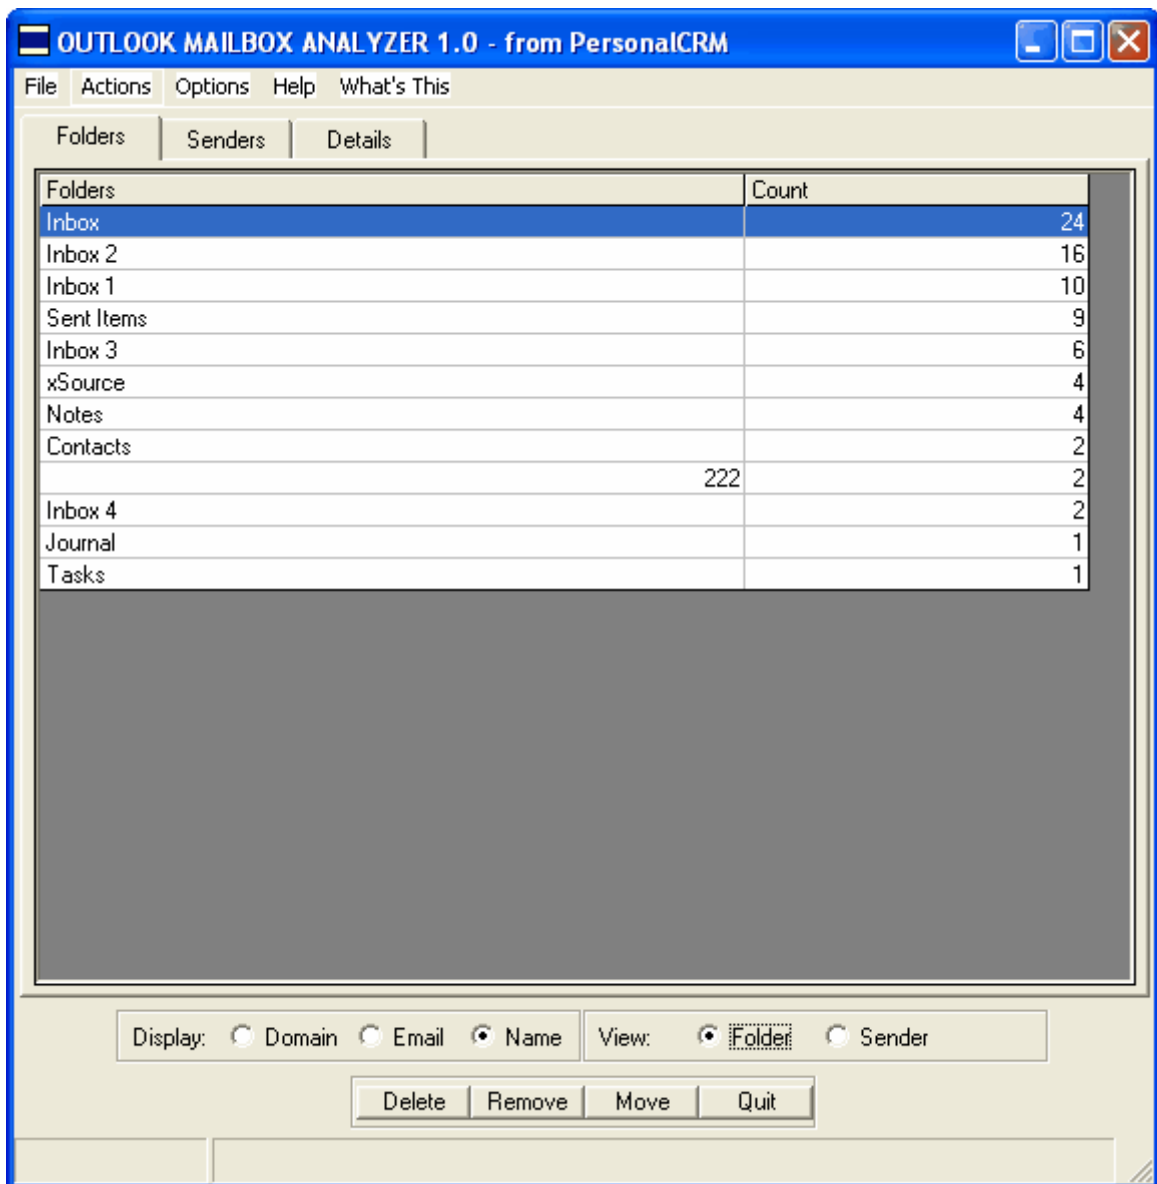 OUTLOOK MAILBOX ANALYZER 1.0 - from PersonalCRM
File Actions Options Help What's This
Folders Senders Details
Folders Count
Inbox 24
Inbox 2 16
Inbox 1 10
Sent Items 9
Inbox 3 6
xSource 4
Notes 4
Contacts 2
222 2
Inbox 4 2
Journal 1
Tasks 1
Display: Domain Email Name View: Folder Sender
Delete Remove Move Quit